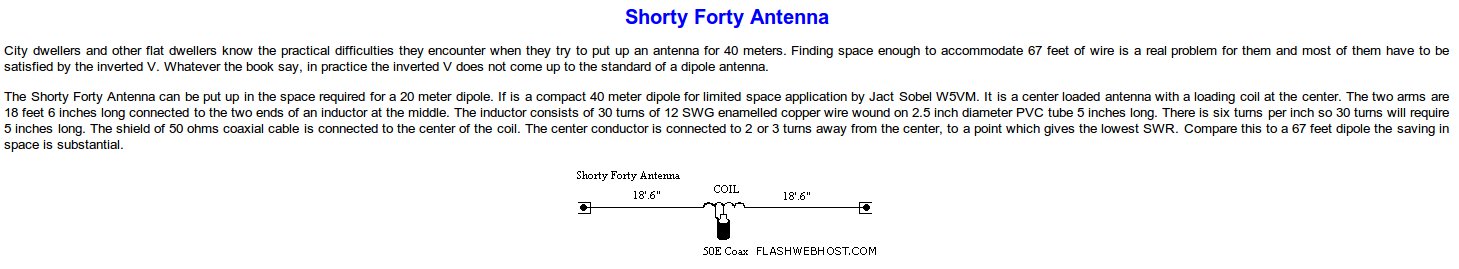 Shorty Forty Antenna
City dwellers and other flat dwellers know the practical difficulties they encounter when they try to put up an antenna for 40 meters. Finding space enough to accommodate 67 feet of wire is a real problem for them and most of them have to be
satisfied by the inverted V. Whatever the book say, in practice the inverted V does not come up to the standard of a dipole antenna.
The Shorty Forty Antenna can be put up in the space required for a 20 meter dipole. If is a compact 40 meter dipole for limited space application by Jact Sobel W5VM. It is a center loaded antenna with a loading coil at the center. The two arms are
18 feet 6 inches long connected to the two ends of an inductor at the middle. The inductor consists of 30 turns of 12 SWG enamelled copper wire wound on 2.5 inch diameter PVC tube 5 inches long. There is six turns per inch so 30 turns will require
5 inches long. The shield of 50 ohms coaxial cable is connected to the center of the coil. The center conductor is connected to 2 or 3 turns away from the center, to a point which gives the lowest SWR. Compare this to a 67 feet dipole the saving in
space is substantial.
Shorty Forty Antenna
18'.6" COIL 18'.6"
50E Coax FLASHWEBHOST.COM